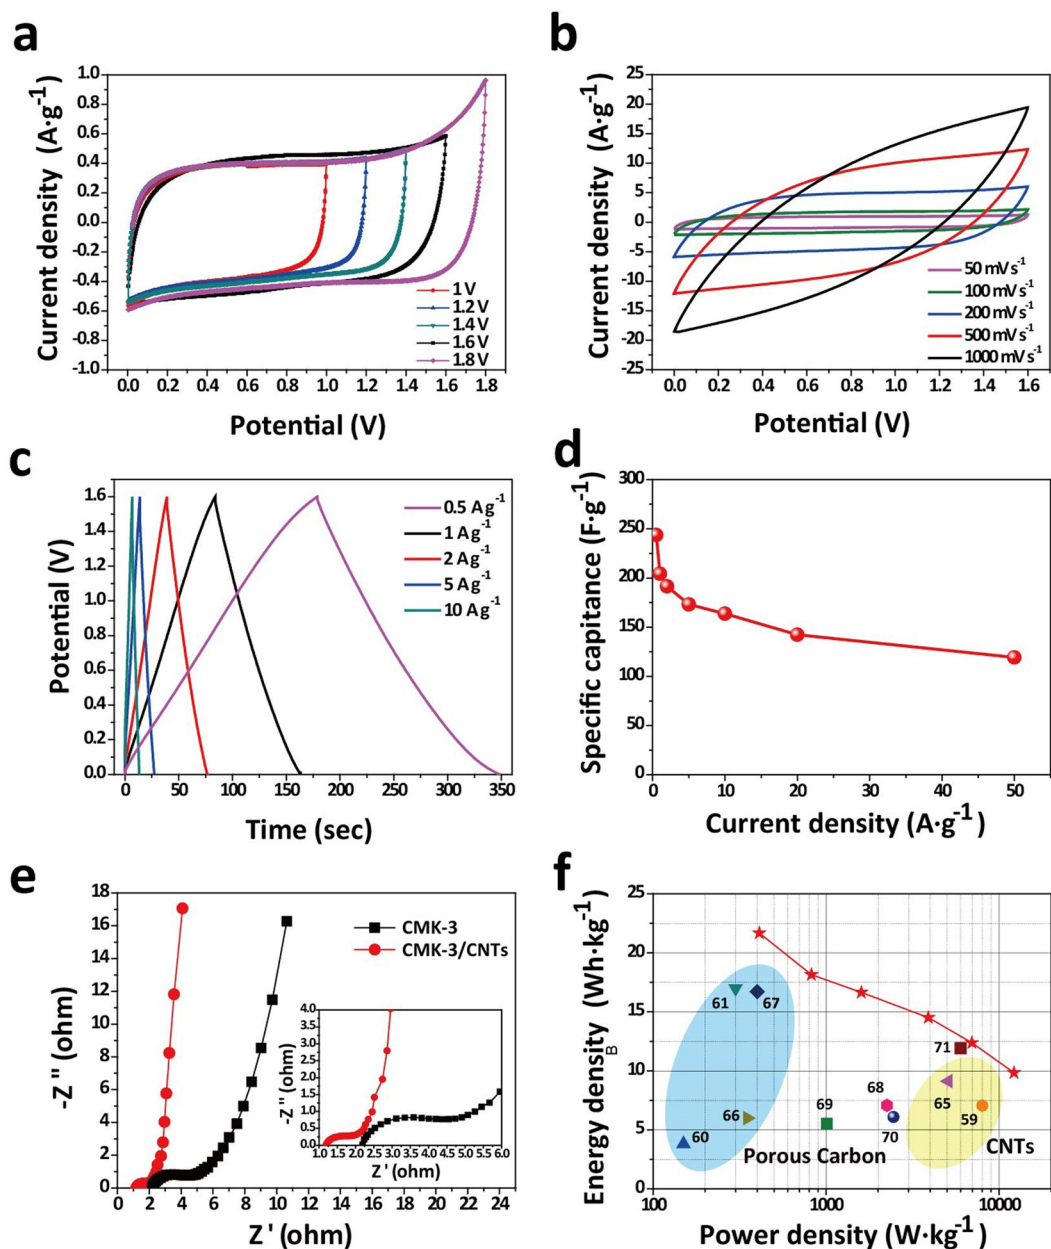 a
Current density (A·g⁻¹)
1.0
0.8
0.6
0.4
0.2
0.0
-0.2
-0.4
-0.6
-0.8
-1.0
1 V
1.2 V
1.4 V
1.6 V
1.8 V
0.0 0.2 0.4 0.6 0.8 1.0 1.2 1.4 1.6 1.8
Potential (V)
b
Current density (A·g⁻¹)
25
20
15
10
5
0
-5
-10
-15
-20
-25
50 mV s⁻¹
100 mV s⁻¹
200 mV s⁻¹
500 mV s⁻¹
1000 mV s⁻¹
0.0 0.2 0.4 0.6 0.8 1.0 1.2 1.4 1.6
Potential (V)
c
Potential (V)
1.6
1.4
1.2
1.0
0.8
0.6
0.4
0.2
0.0
0.5 Ag⁻¹
1 Ag⁻¹
2 Ag⁻¹
5 Ag⁻¹
10 Ag⁻¹
0 50 100 150 200 250 300 350
Time (sec)
d
Specific capitance (F·g⁻¹)
300
250
200
150
100
50
0
0 10 20 30 40 50
Current density (A·g⁻¹)
e
-Z'' (ohm)
18
16
14
12
10
8
6
4
2
0
CMK-3
CMK-3/CNTs
-Z'' (ohm)
4.0
3.5
3.0
2.5
2.0
1.5
1.0
0.5
0.0
1.0 1.5 2.0 2.5 3.0 3.5 4.0 4.5 5.0 5.5 6.0
Z' (ohm)
0 2 4 6 8 10 12 14 16 18 20 22 24
Z' (ohm)
f
Energy density B (Wh·kg⁻¹)
25
20
15
10
5
0
61
67
71
68
65
69
66
70
59
60
Porous Carbon
CNTs
100 1000 10000
Power density (W·kg⁻¹)